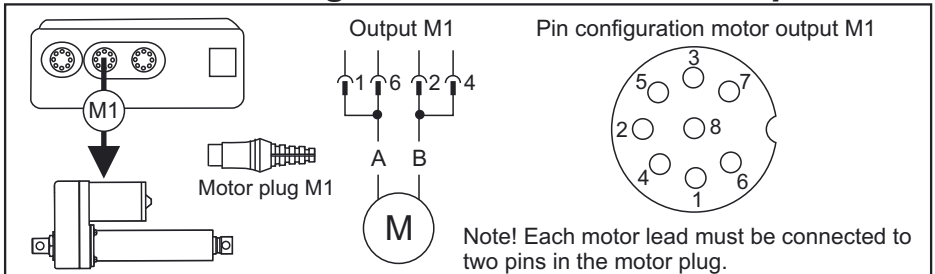 Output M1
Pin configuration motor output M1
M1
1 6 2 4
A B
M
Motor plug M1
3
5 7
2 8
4 6
1
Note! Each motor lead must be connected to
two pins in the motor plug.